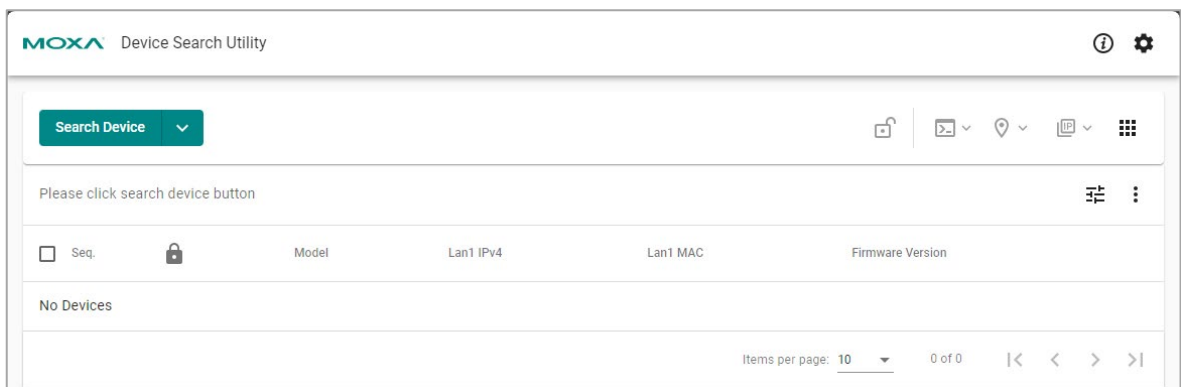 MOXA Device Search Utility
Search Device
IP
Please click search device button
Seq. Model Lan1 IPv4 Lan1 MAC Firmware Version
No Devices
Items per page: 10 0 of 0